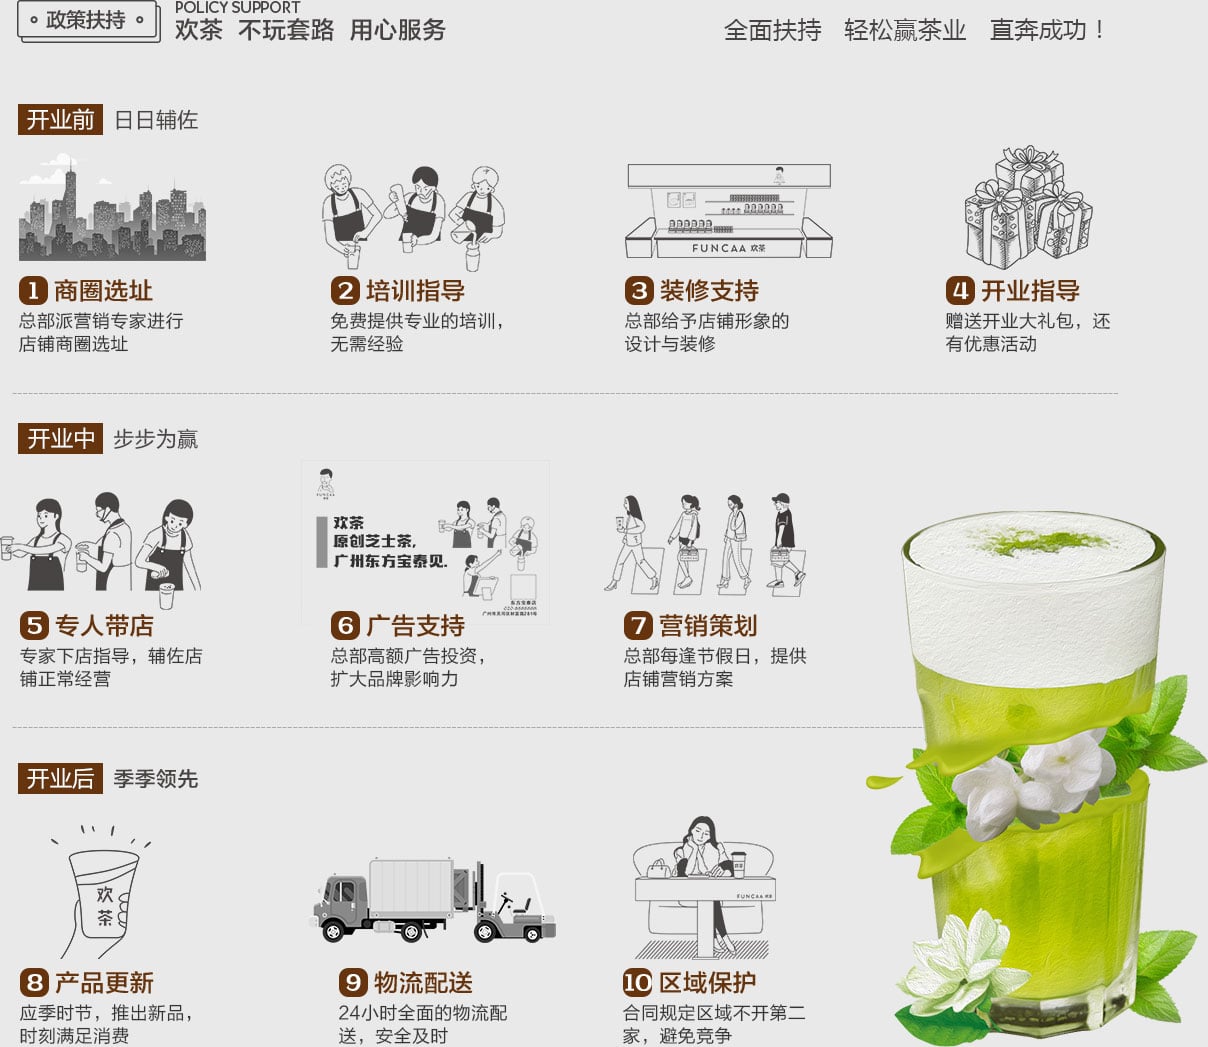 政策扶持
POLICY SUPPORT
欢茶 不玩套路 用心服务
全面扶持 轻松赢茶业 直奔成功！
开业前 日日辅佐
FUNCAA 欢茶
1 商圈选址
总部派营销专家进行
店铺商圈选址
2 培训指导
免费提供专业的培训，
无需经验
3 装修支持
总部给予店铺形象的
设计与装修
4 开业指导
赠送开业大礼包，还
有优惠活动
开业中 步步为赢
FUNCAA
欢茶
原创芝士茶，
广州东方宝泰见.
东方宝泰店
5 专人带店
专家下店指导，辅佐店
铺正常经营
6 广告支持
总部高额广告投资，
扩大品牌影响力
7 营销策划
总部每逢节假日，提供
店铺营销方案
开业后 季季领先
欢
茶
FUNCAA 欢茶
8 产品更新
应季时节，推出新品，
时刻满足消费
9 物流配送
24小时全面的物流配
送，安全及时
10 区域保护
合同规定区域不开第二
家，避免竞争